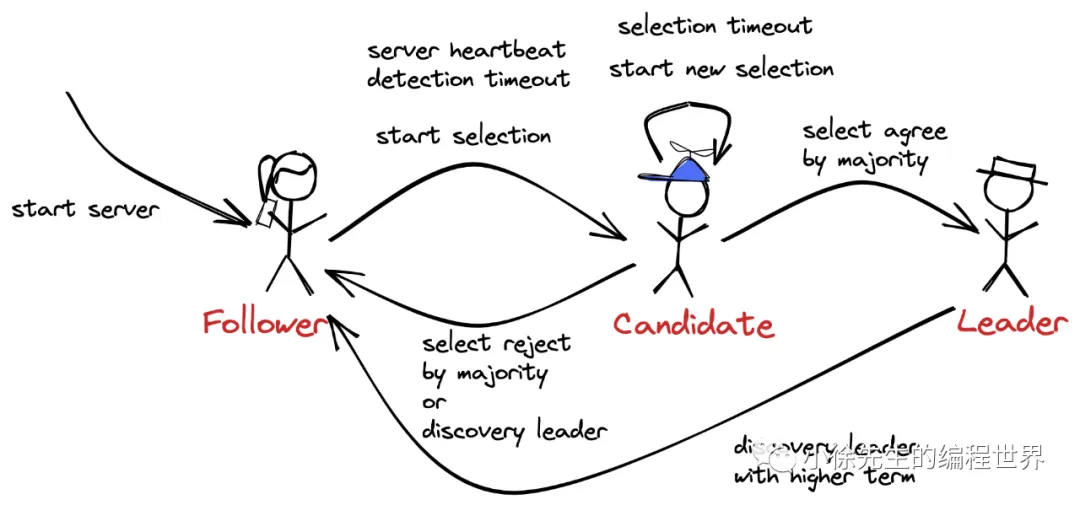 selection timeout
start new selection
server heartbeat
detection timeout
start selection
select agree
by majority
start server
Follower
Candidate
Leader
select reject
by majority
or
discovery leader
discovery leader
with higher term
小徐先生的编程世界